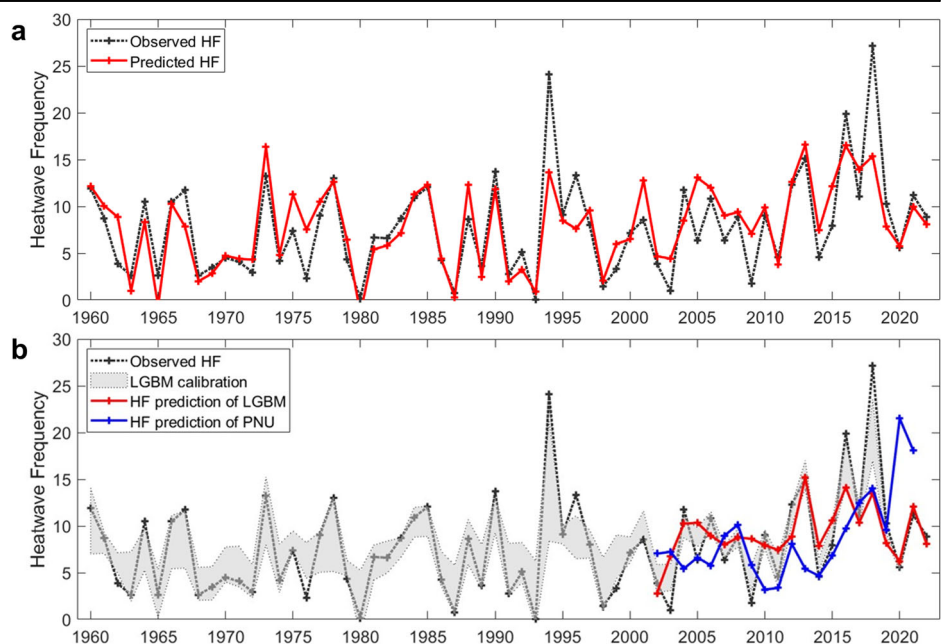 a
30
Observed HF
Predicted HF
25
20
15
10
5
0
Heatwave Frequency
1960 1965 1970 1975 1980 1985 1990 1995 2000 2005 2010 2015 2020
b
30
Observed HF
LGBM calibration
HF prediction of LGBM
HF prediction of PNU
25
20
15
10
5
0
Heatwave Frequency
1960 1965 1970 1975 1980 1985 1990 1995 2000 2005 2010 2015 2020